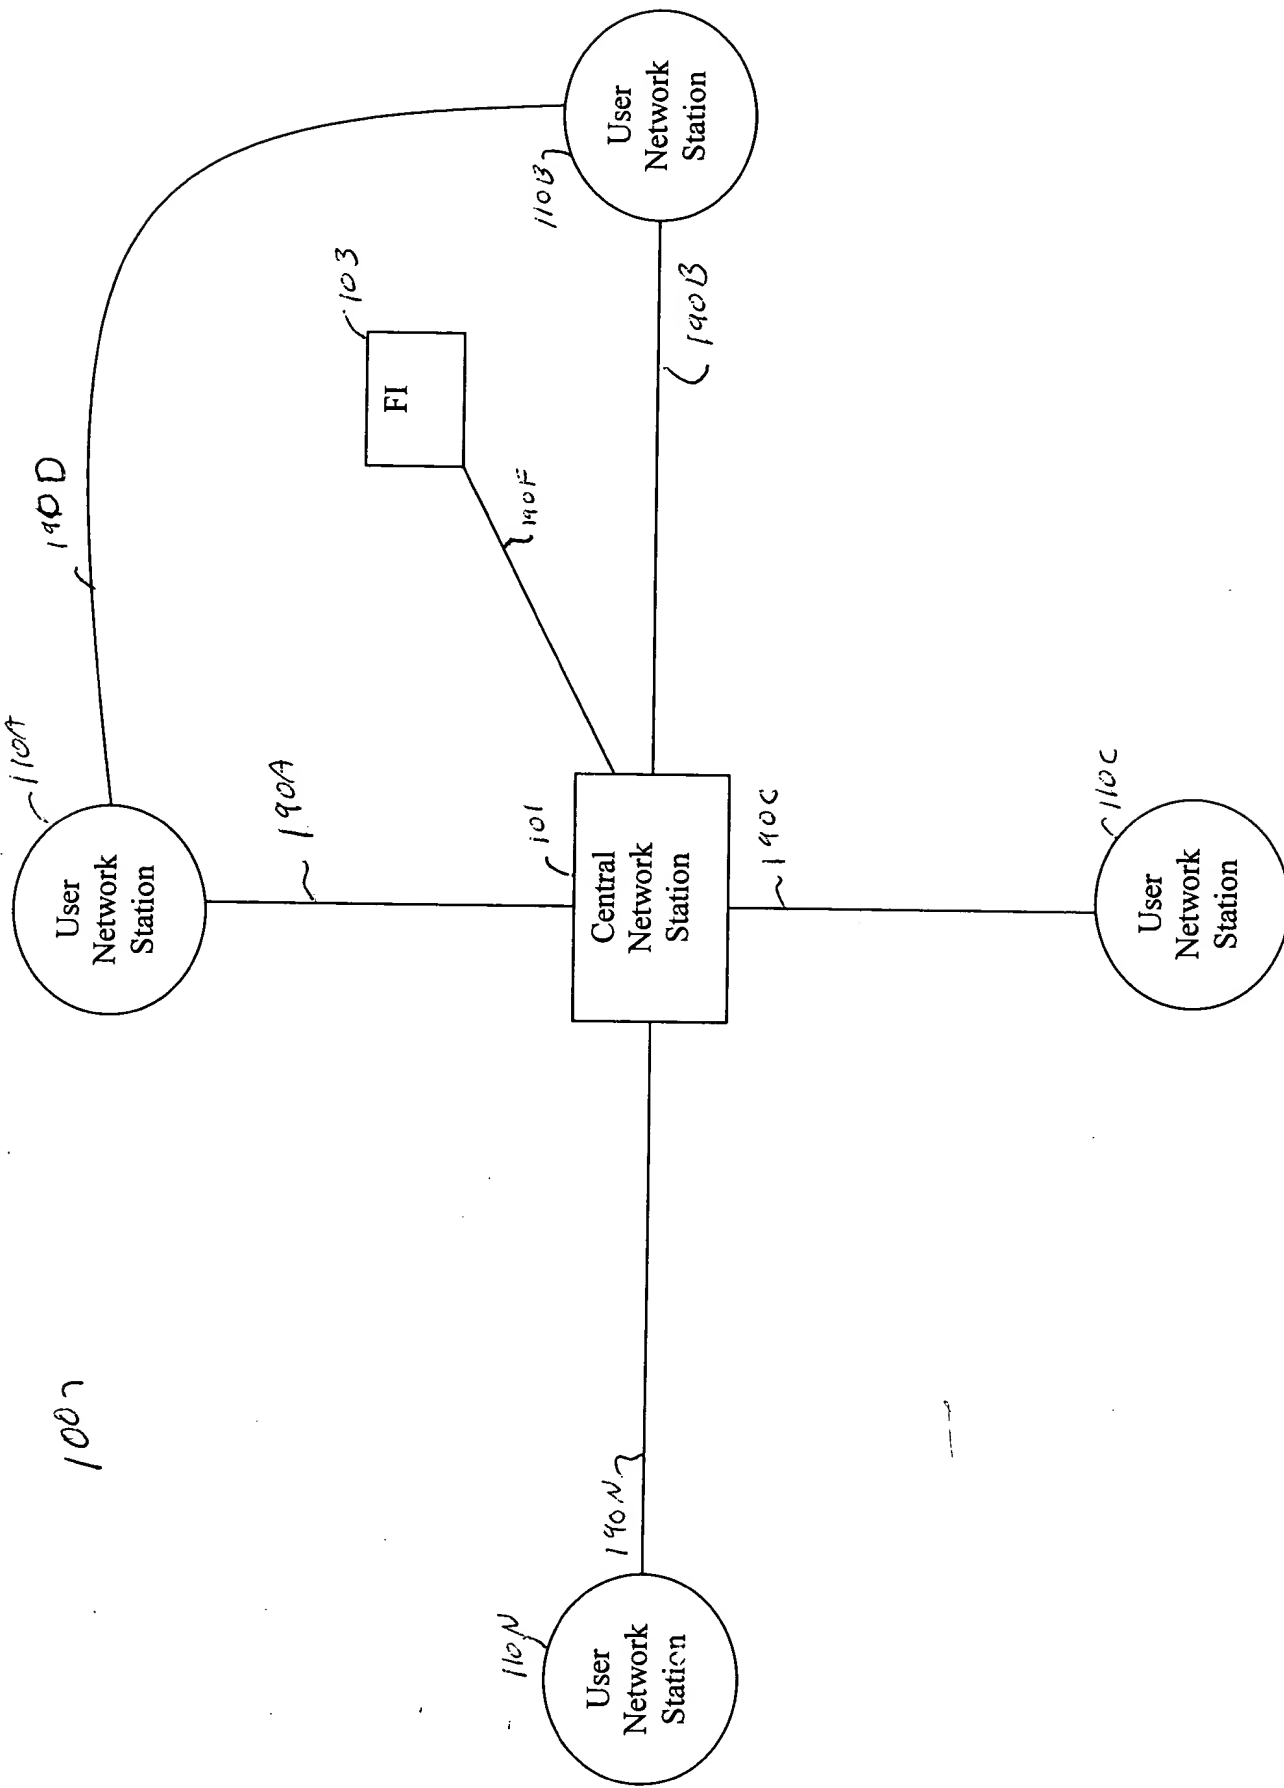 100
110A
User
Network
Station
190D
190A
103
FI
190F
110B
User
Network
Station
190B
101
Central
Network
Station
190N
110N
User
Network
Station
190C
110C
User
Network
Station